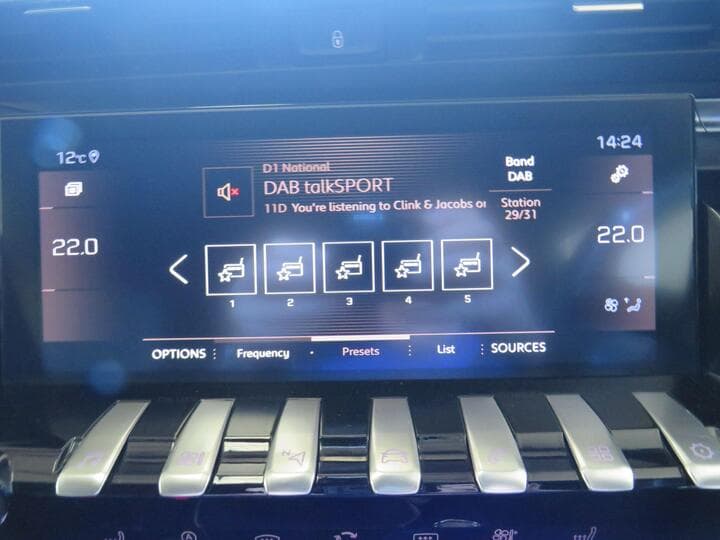 14:24
12°C
D1 National
DAB talkSPORT
11D You're listening to Clink & Jacobs or
Band
DAB
Station
29/31
22.0
22.0
1 2 3 4 5
OPTIONS Frequency Presets List SOURCES